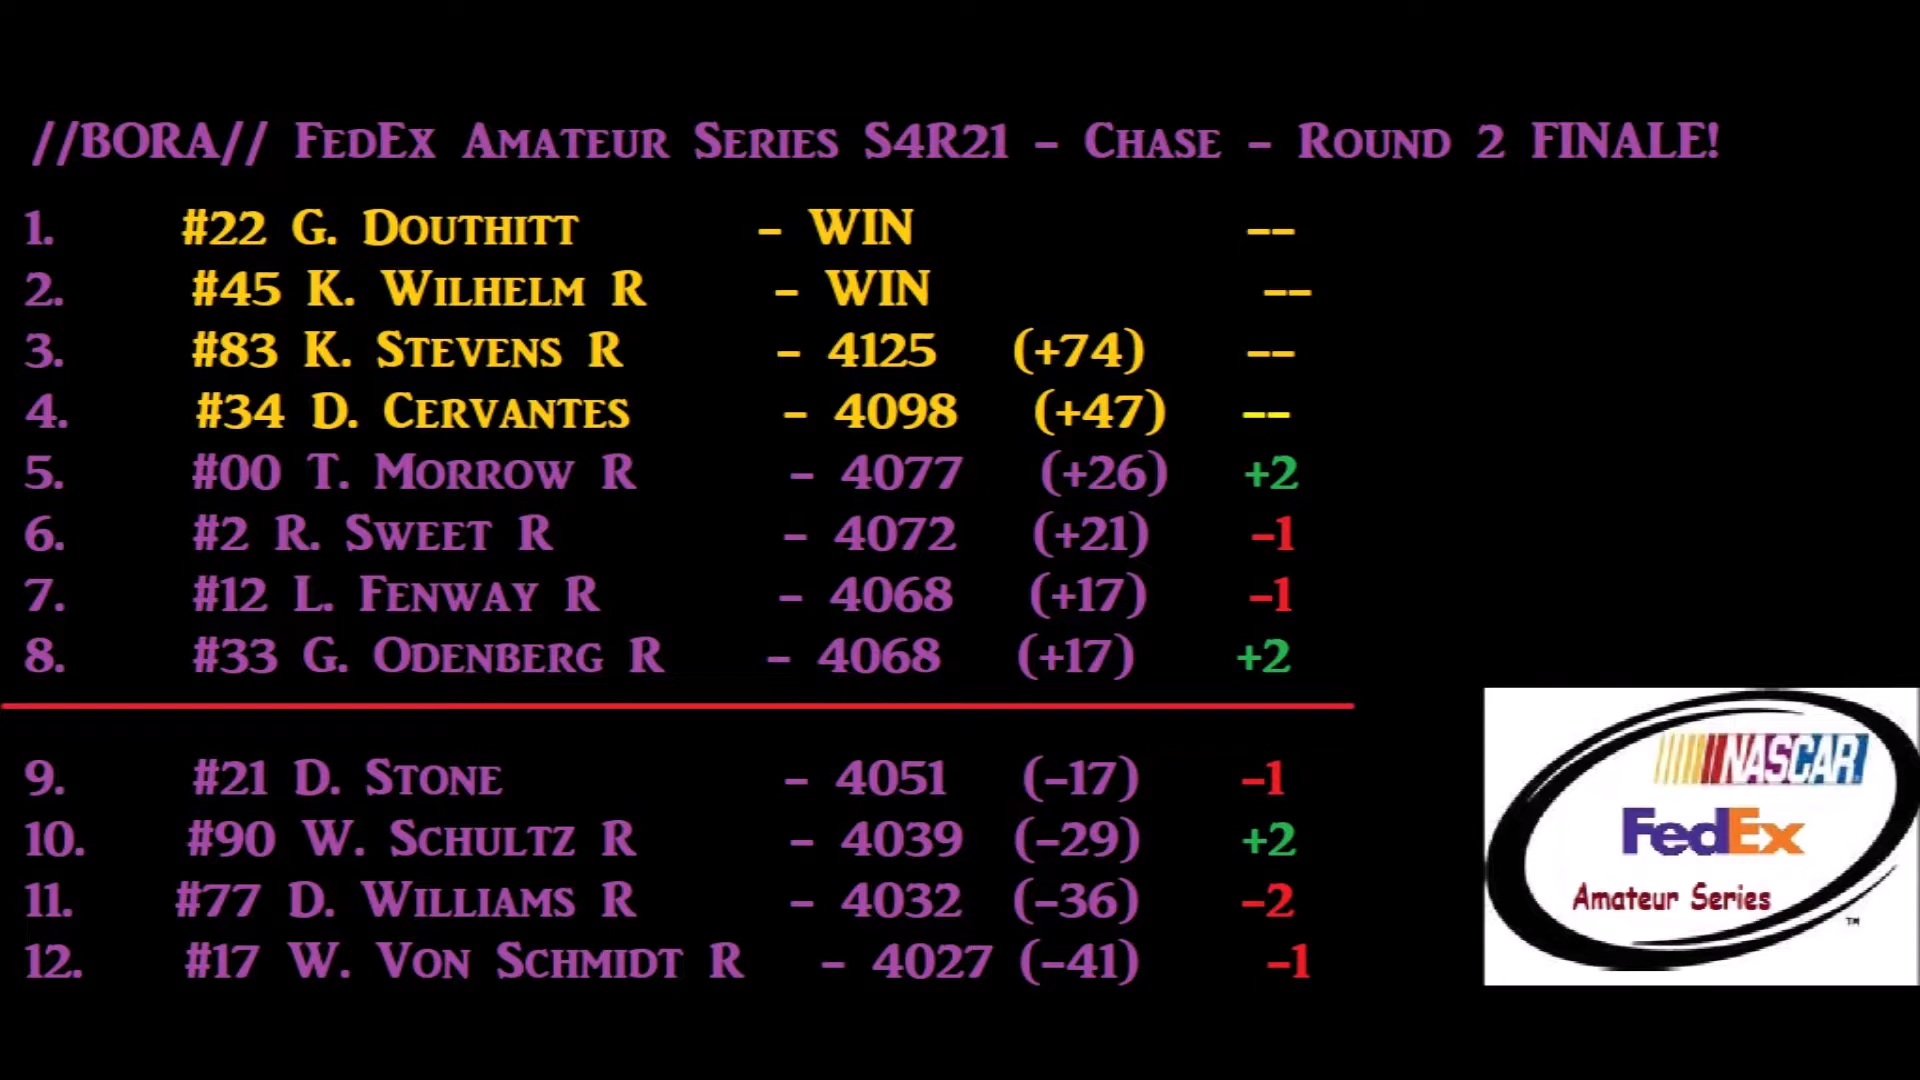 //BORA// FEDEX AMATEUR SERIES S4R21 - CHASE - ROUND 2 FINALE!
1. #22 G. DOUTHITT - WIN --
2. #45 K. WILHELM R - WIN --
3. #83 K. STEVENS R - 4125 (+74) --
4. #34 D. CERVANTES - 4098 (+47) --
5. #00 T. MORROW R - 4077 (+26) +2
6. #2 R. SWEET R - 4072 (+21) -1
7. #12 L. FENWAY R - 4068 (+17) -1
8. #33 G. ODENBERG R - 4068 (+17) +2
9. #21 D. STONE - 4051 (-17) -1
10. #90 W. SCHULTZ R - 4039 (-29) +2
11. #77 D. WILLIAMS R - 4032 (-36) -2
12. #17 W. VON SCHMIDT R - 4027 (-41) -1
NASCAR
FedEx
Amateur Series
TM